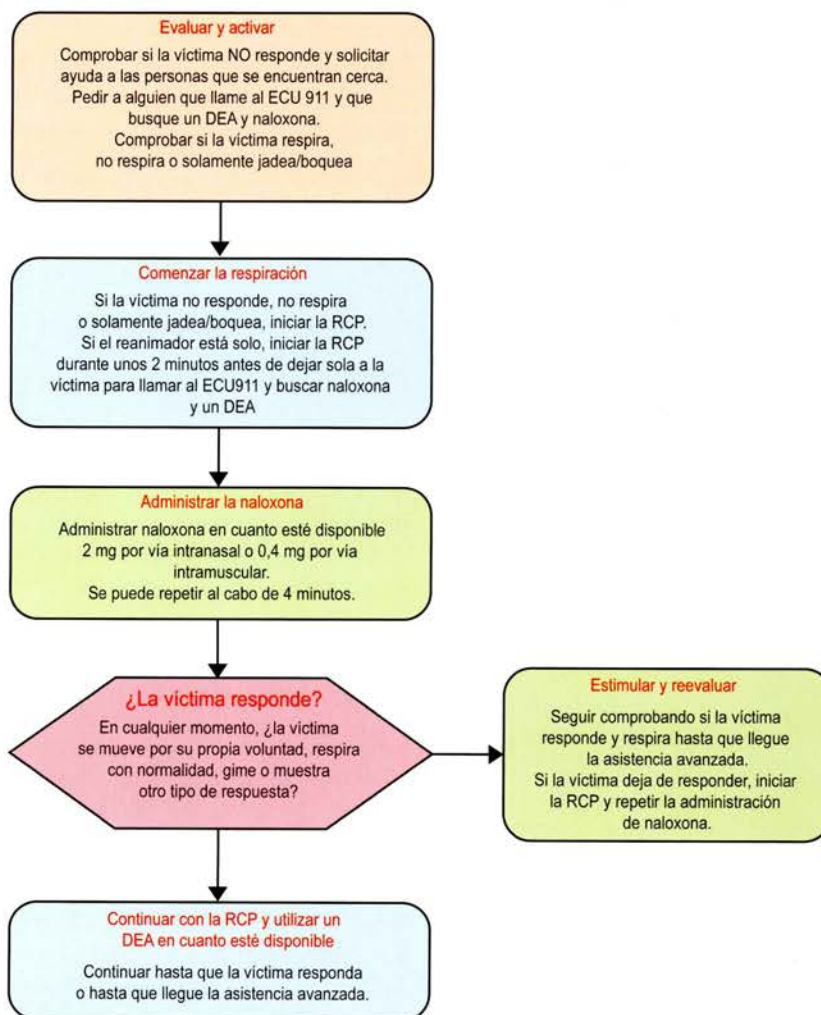 Evaluar y activar
Comprobar si la víctima NO responde y solicitar
ayuda a las personas que se encuentran cerca.
Pedir a alguien que llame al ECU 911 y que
busque un DEA y naloxona.
Comprobar si la víctima respira,
no respira o solamente jadea/boquea
Comenzar la respiración
Si la víctima no responde, no respira
o solamente jadea/boquea, iniciar la RCP.
Si el reanimador está solo, iniciar la RCP
durante unos 2 minutos antes de dejar sola a la
víctima para llamar al ECU911 y buscar naloxona
y un DEA
Administrar la naloxona
Administrar naloxona en cuanto esté disponible
2 mg por vía intranasal o 0,4 mg por vía
intramuscular.
Se puede repetir al cabo de 4 minutos.
¿La víctima responde?
En cualquier momento, ¿la víctima
se mueve por su propia voluntad, respira
con normalidad, gime o muestra
otro tipo de respuesta?
Estimular y reevaluar
Seguir comprobando si la víctima
responde y respira hasta que llegue
la asistencia avanzada.
Si la víctima deja de responder, iniciar
la RCP y repetir la administración
de naloxona.
Continuar con la RCP y utilizar un
DEA en cuanto esté disponible
Continuar hasta que la víctima responda
o hasta que llegue la asistencia avanzada.